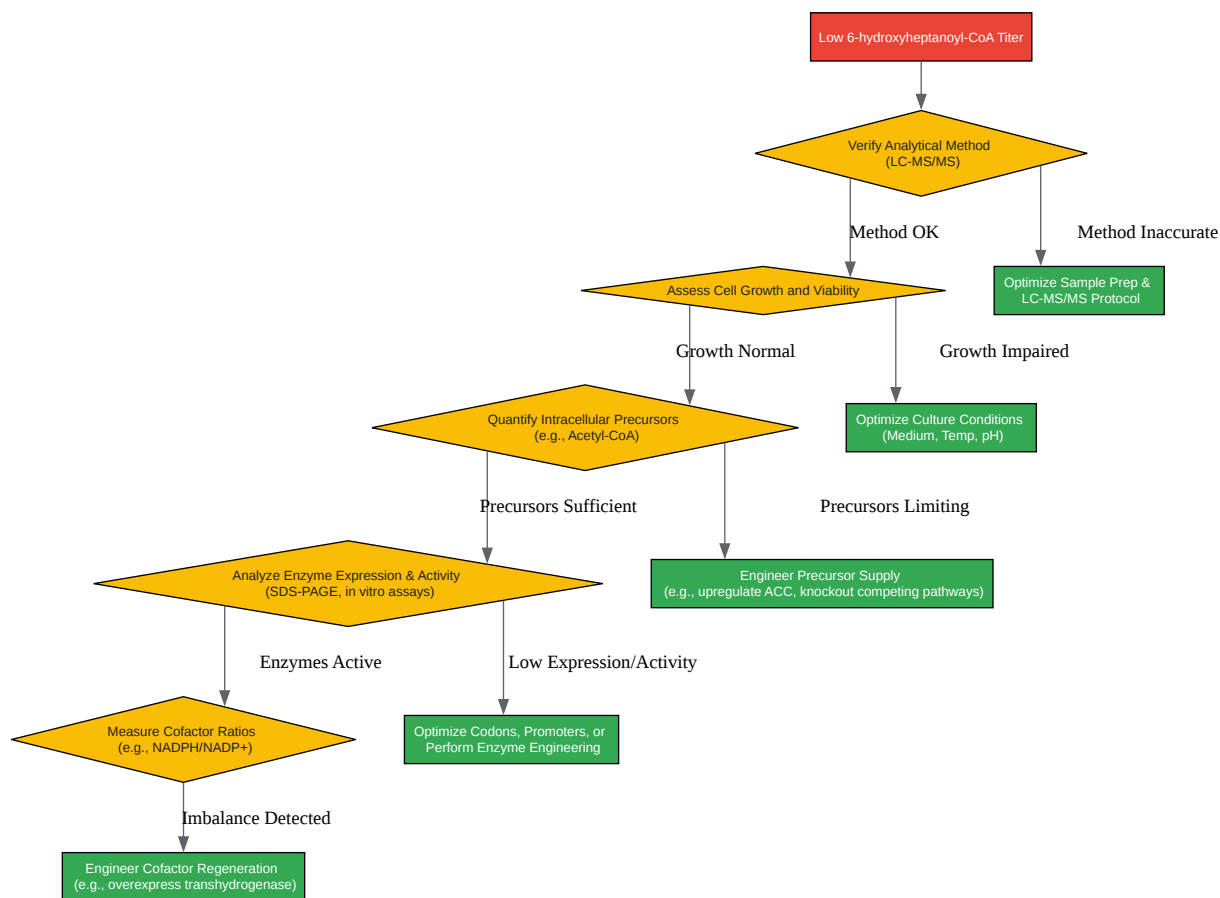 Low 6-hydroxyheptanoyl-CoA Titer
Verify Analytical Method
(LC-MS/MS)
Method OK
Method Inaccurate
Assess Cell Growth and Viability
Optimize Sample Prep &
LC-MS/MS Protocol
Growth Normal
Growth Impaired
Quantify Intracellular Precursors
(e.g., Acetyl-CoA)
Optimize Culture Conditions
(Medium, Temp, pH)
Precursors Sufficient
Precursors Limiting
Analyze Enzyme Expression & Activity
(SDS-PAGE, in vitro assays)
Engineer Precursor Supply
(e.g., upregulate ACC, knockout competing pathways)
Enzymes Active
Low Expression/Activity
Measure Cofactor Ratios
(e.g., NADPH/NADP+)
Optimize Codons, Promoters, or
Perform Enzyme Engineering
Imbalance Detected
Engineer Cofactor Regeneration
(e.g., overexpress transhydrogenase)